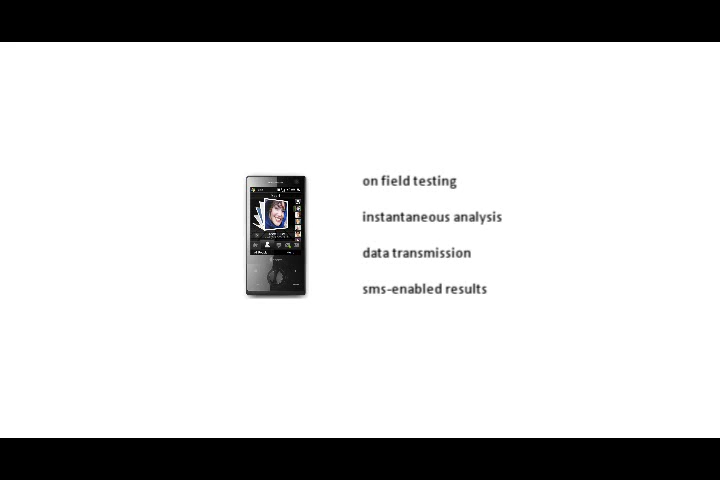 on field testing
instantaneous analysis
data transmission
sms-enabled results